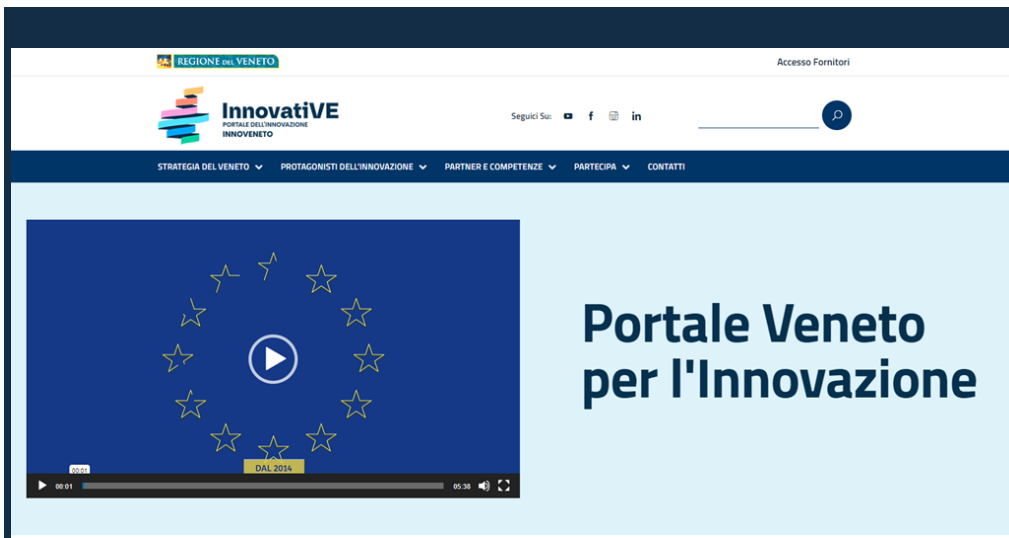 REGIONE DEL VENETO
Accesso Fornitori
InnovatiVE
PORTALE DELL'INNOVAZIONE
INNOVENETO
Seguici Su:
STRATEGIA DEL VENETO
PROTAGONISTI DELL'INNOVAZIONE
PARTNER E COMPETENZE
PARTECIPA
CONTATTI
Portale Veneto
per l'Innovazione
DAL 2014
00:01
00:01
05:38